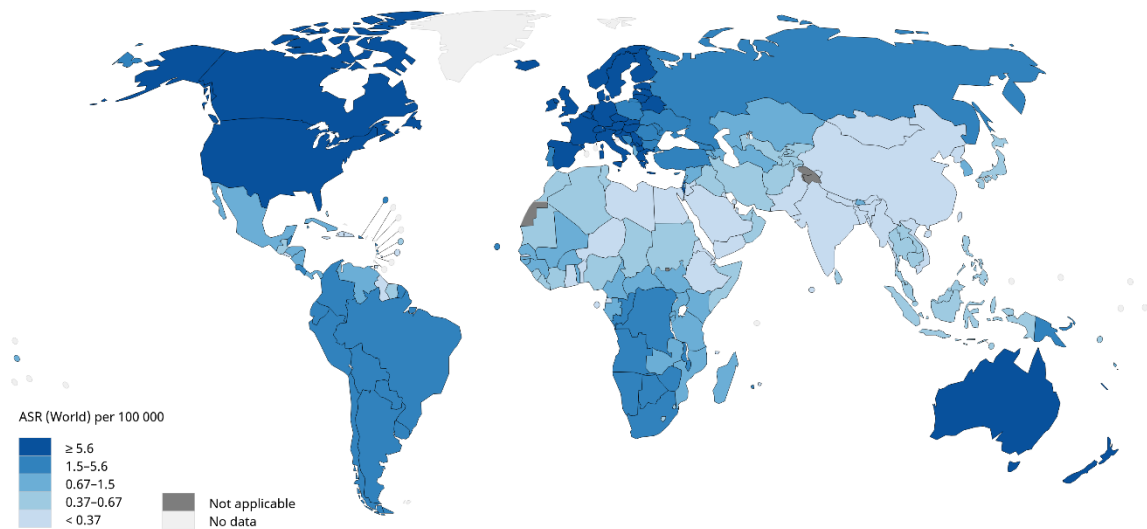 ASR (World) per 100 000
≥ 5.6
1.5–5.6
0.67–1.5
0.37–0.67
< 0.37
Not applicable
No data